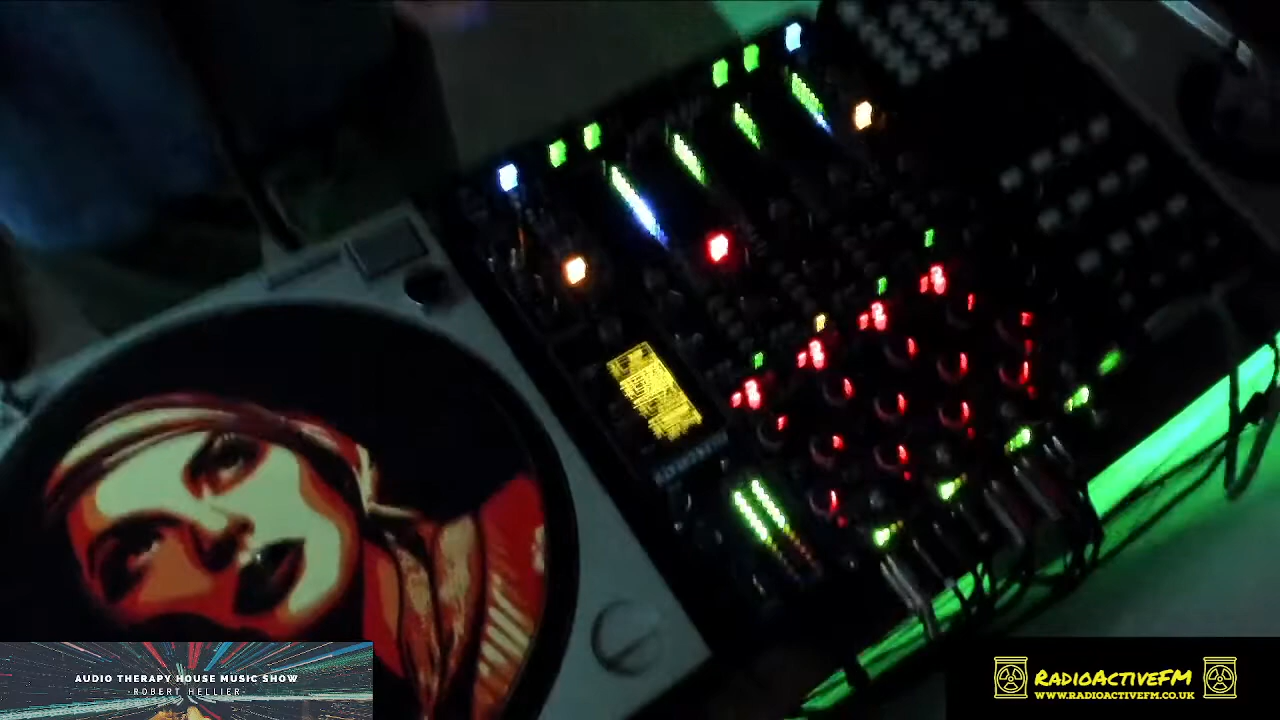 AUDIO THERAPY HOUSE MUSIC SHOW
-ROBERT HELLIER-
RADIOACTIVEFM
WWW.RADIOACTIVEFM.CO.UK